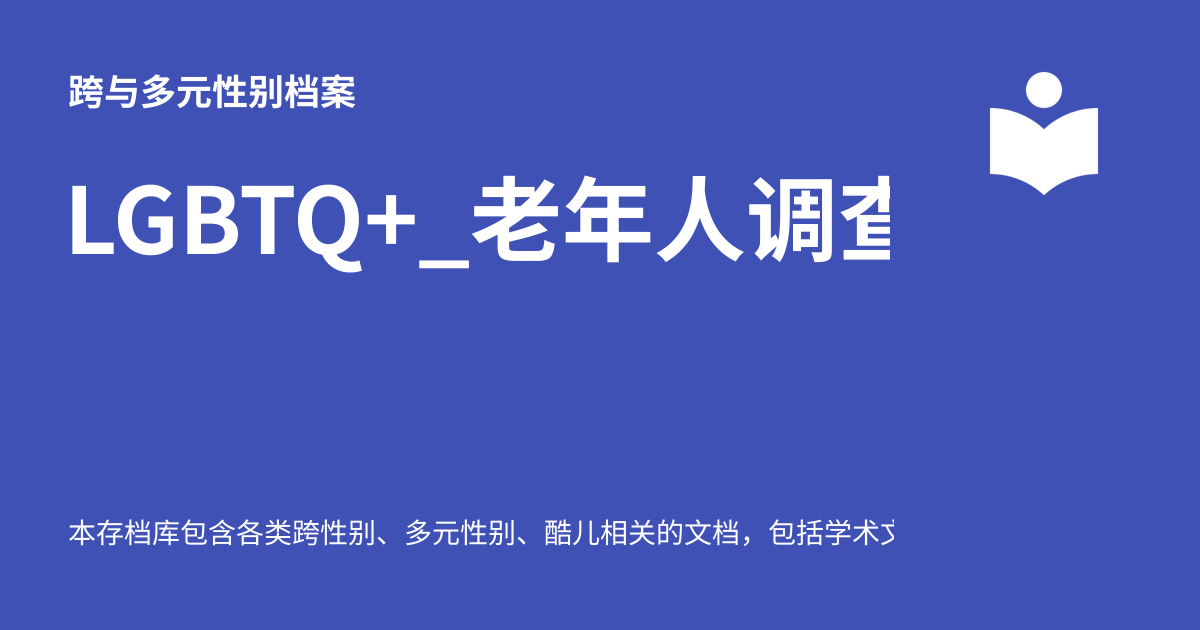 跨与多元性别档案
LGBTQ+_老年人调查
本存档库包含各类跨性别、多元性别、酷儿相关的文档，包括学术文